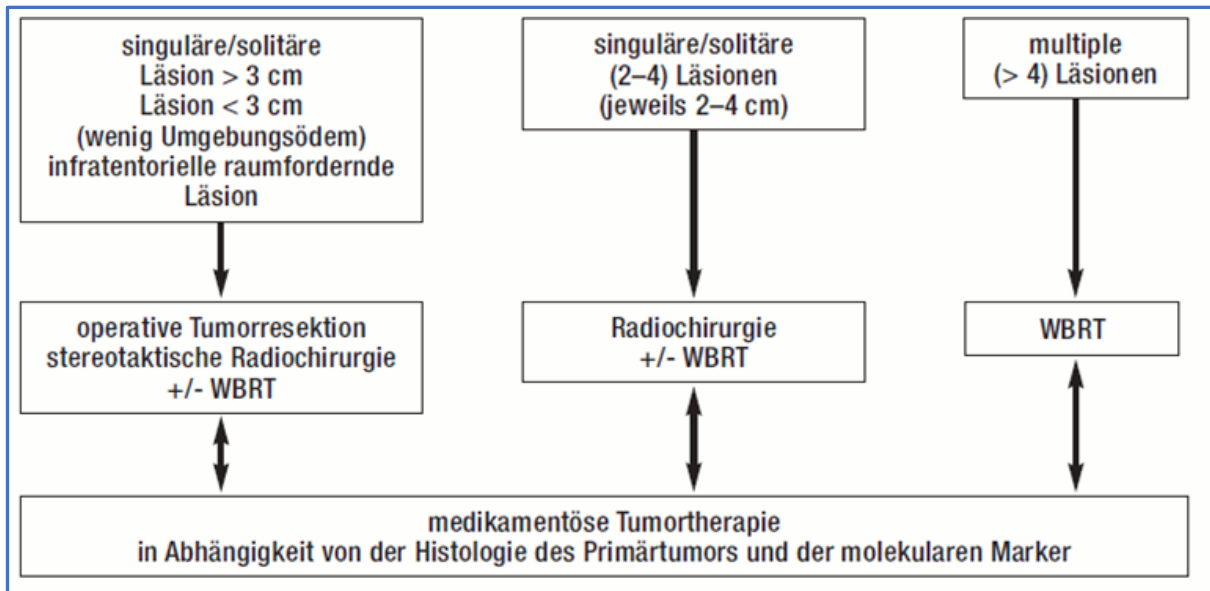 singuläre/solitäre
Läsion > 3 cm
Läsion < 3 cm
(wenig Umgebungsödem)
infratentorielle raumfordernde
Läsion
singuläre/solitäre
(2–4) Läsionen
(jeweils 2–4 cm)
multiple
(> 4) Läsionen
operative Tumorresektion
stereotaktische Radiochirurgie
+/- WBRT
Radiochirurgie
+/- WBRT
WBRT
medikamentöse Tumortherapie
in Abhängigkeit von der Histologie des Primärtumors und der molekularen Marker